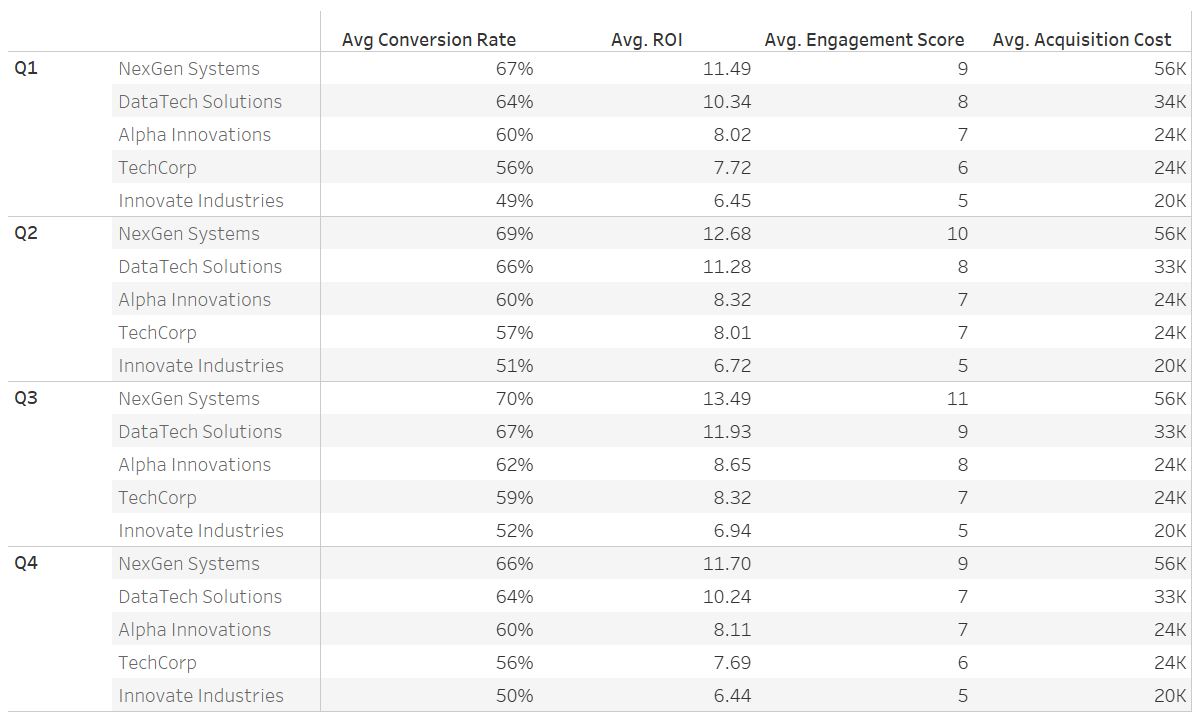 Avg Conversion Rate Avg. ROI Avg. Engagement Score Avg. Acquisition Cost
Q1 NexGen Systems 67% 11.49 9 56K
DataTech Solutions 64% 10.34 8 34K
Alpha Innovations 60% 8.02 7 24K
TechCorp 56% 7.72 6 24K
Innovate Industries 49% 6.45 5 20K
Q2 NexGen Systems 69% 12.68 10 56K
DataTech Solutions 66% 11.28 8 33K
Alpha Innovations 60% 8.32 7 24K
TechCorp 57% 8.01 7 24K
Innovate Industries 51% 6.72 5 20K
Q3 NexGen Systems 70% 13.49 11 56K
DataTech Solutions 67% 11.93 9 33K
Alpha Innovations 62% 8.65 8 24K
TechCorp 59% 8.32 7 24K
Innovate Industries 52% 6.94 5 20K
Q4 NexGen Systems 66% 11.70 9 56K
DataTech Solutions 64% 10.24 7 33K
Alpha Innovations 60% 8.11 7 24K
TechCorp 56% 7.69 6 24K
Innovate Industries 50% 6.44 5 20K